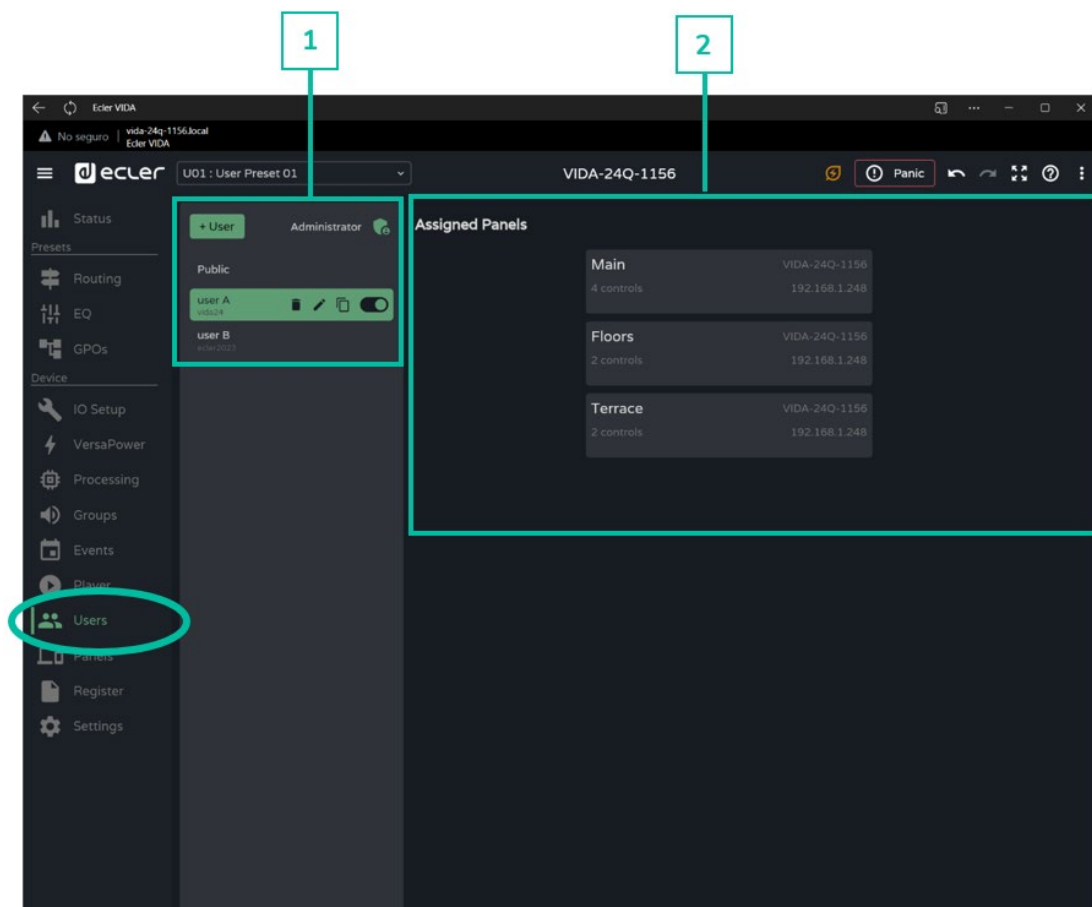 1
2
Ecler VIDA
No seguro
vida-24q-1156.local
Ecler VIDA
ecler
U01 : User Preset 01
VIDA-24Q-1156
Panic
Status
Presets
Routing
EQ
GPOs
Device
IO Setup
VersaPower
Processing
Groups
Events
Player
Users
Panels
Register
Settings
+ User
Administrator
Public
user A
vida24
user B
ecler2023
Assigned Panels
Main VIDA-24Q-1156
4 controls 192.168.1.248
Floors VIDA-24Q-1156
2 controls 192.168.1.248
Terrace VIDA-24Q-1156
2 controls 192.168.1.248